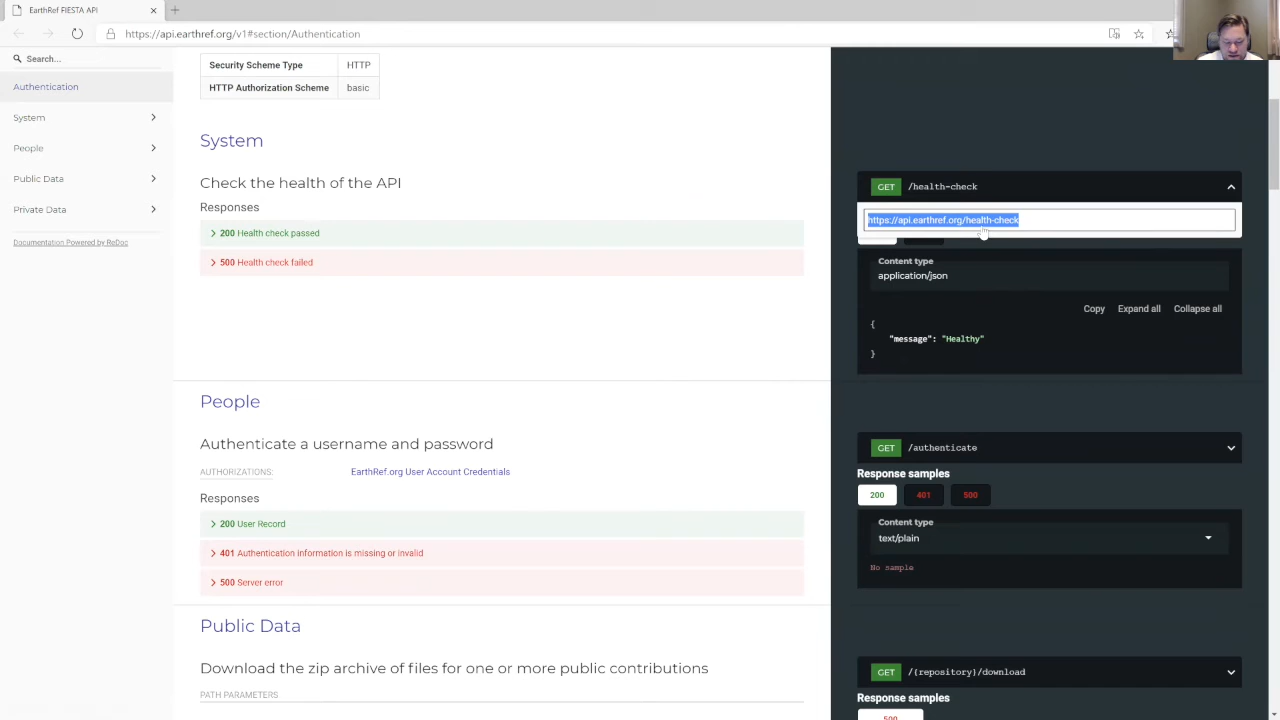 EarthRef FIESTA API
https://api.earthref.org/v1#section/Authentication
Search...
Authentication
System
People
Public Data
Private Data
Documentation Powered by ReDoc
Security Scheme Type HTTP
HTTP Authorization Scheme basic
System
Check the health of the API
Responses
200 Health check passed
500 Health check failed
GET /health-check
https://api.earthref.org/health-check
Content type
application/json
Copy Expand all Collapse all
{
"message": "Healthy"
}
People
Authenticate a username and password
AUTHORIZATIONS: EarthRef.org User Account Credentials
Responses
200 User Record
401 Authentication information is missing or invalid
500 Server error
GET /authenticate
Response samples
200 401 500
Content type
text/plain
No sample
Public Data
Download the zip archive of files for one or more public contributions
PATH PARAMETERS
GET /{repository}/download
Response samples
500